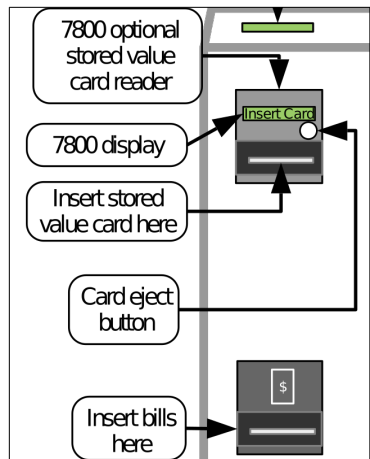 7800 optional
stored value
card reader
Insert Card
7800 display
Insert stored
value card here
Card eject
button
$
Insert bills
here